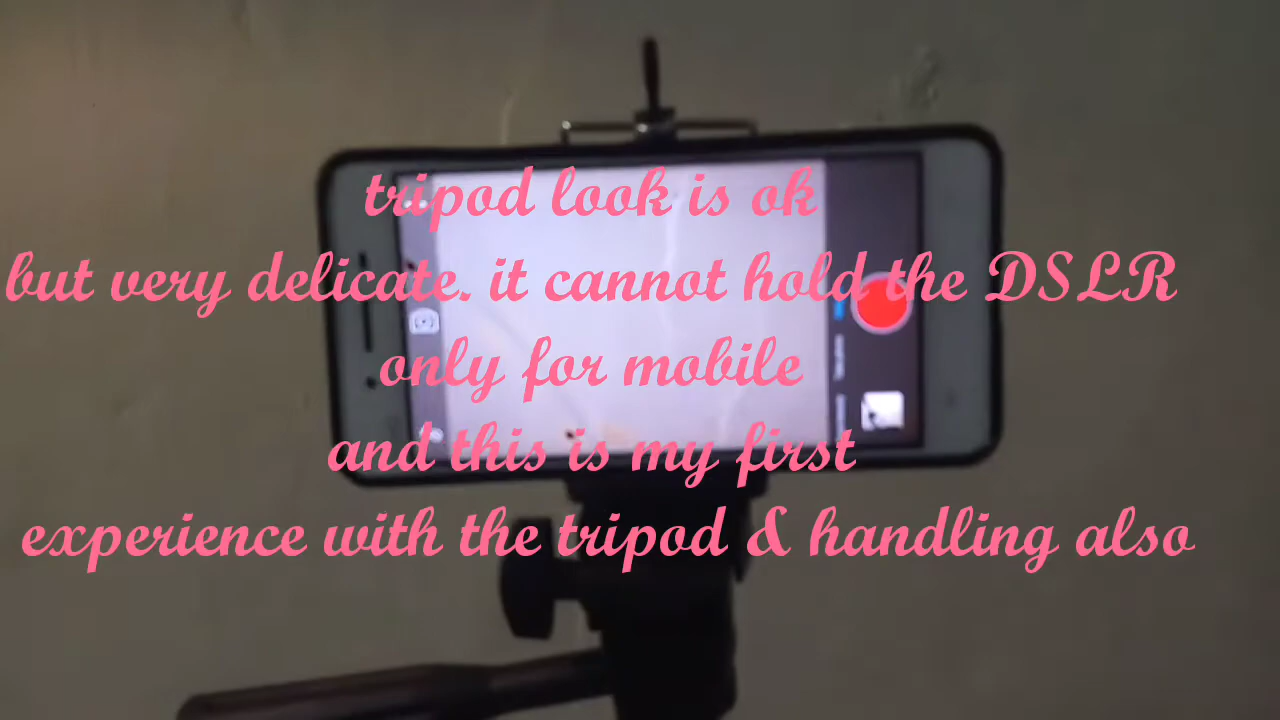 tripod look is ok
but very delicate. it cannot hold the DSLR
only for mobile
and this is my first
experience with the tripod & handling also